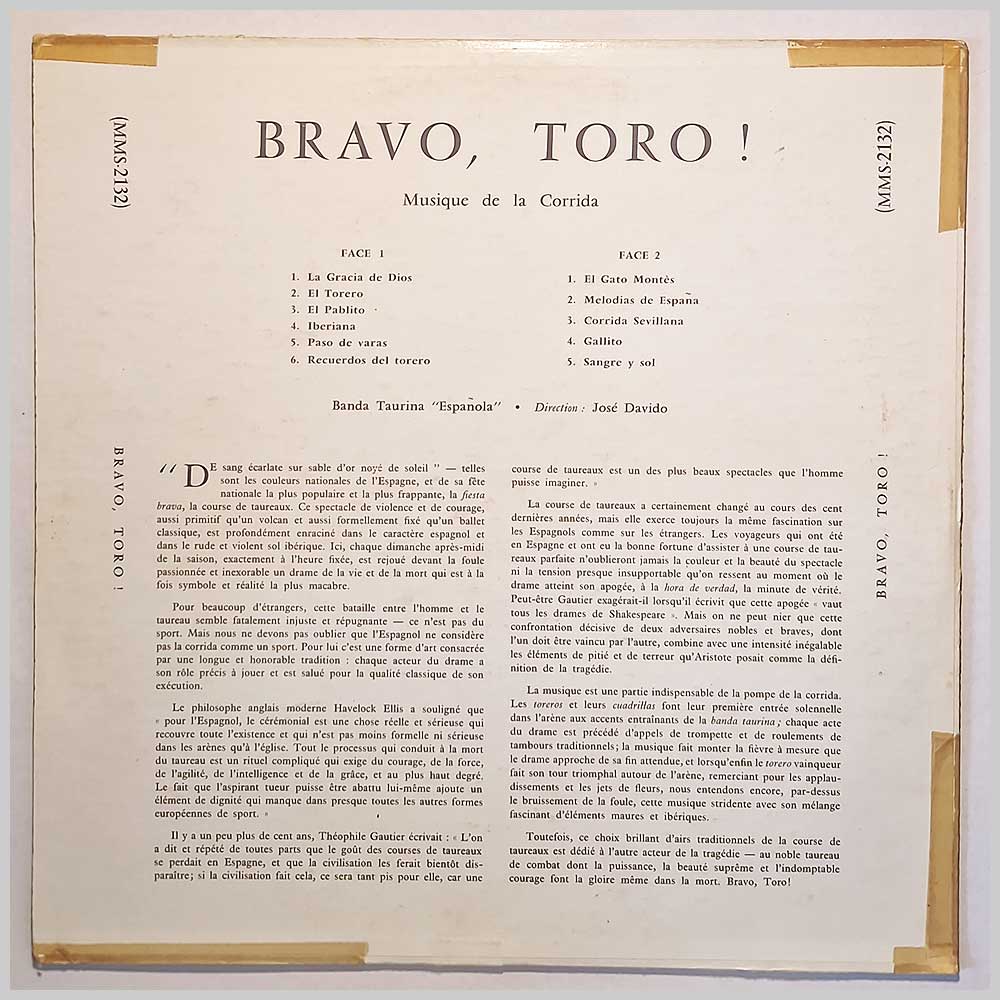 BRAVO, TORO !
Musique de la Corrida
(MMS-2132)
(MMS-2132)
FACE 1
1. La Gracia de Dios
2. El Torero
3. El Pablito
4. Iberiana
5. Paso de varas
6. Recuerdos del torero
FACE 2
1. El Gato Montès
2. Melodias de España
3. Corrida Sevillana
4. Gallito
5. Sangre y sol
Banda Taurina "Española" • Direction : José Davido
BRAVO, TORO !
BRAVO, TORO !
" DE sang écarlate sur sable d'or noyé de soleil " — telles
sont les couleurs nationales de l'Espagne, et de sa fête
nationale la plus populaire et la plus frappante, la fiesta
brava, la course de taureaux. Ce spectacle de violence et de courage,
aussi primitif qu'un volcan et aussi formellement fixé qu'un ballet
classique, est profondément enraciné dans le caractère espagnol et
dans le rude et violent sol ibérique. Ici, chaque dimanche après-midi
de la saison, exactement à l'heure fixée, est rejoué devant la foule
passionnée et inexorable un drame de la vie et de la mort qui est à la
fois symbole et réalité la plus macabre.
Pour beaucoup d'étrangers, cette bataille entre l'homme et le
taureau semble fatalement injuste et répugnante — ce n'est pas du
sport. Mais nous ne devons pas oublier que l'Espagnol ne considère
pas la corrida comme un sport. Pour lui c'est une forme d'art consacrée
par une longue et honorable tradition : chaque acteur du drame a
son rôle précis à jouer et est salué pour la qualité classique de son
exécution.
Le philosophe anglais moderne Havelock Ellis a souligné que
« pour l'Espagnol, le cérémonial est une chose réelle et sérieuse qui
recouvre toute l'existence et qui n'est pas moins formelle ni sérieuse
dans les arènes qu'à l'église. Tout le processus qui conduit à la mort
du taureau est un rituel compliqué qui exige du courage, de la force,
de l'agilité, de l'intelligence et de la grâce, et au plus haut degré.
Le fait que l'aspirant tueur puisse être abattu lui-même ajoute un
élément de dignité qui manque dans presque toutes les autres formes
européennes de sport. »
Il y a un peu plus de cent ans, Théophile Gautier écrivait : « L'on
a dit et répété de toutes parts que le goût des courses de taureaux
se perdait en Espagne, et que la civilisation les ferait bientôt dis-
paraître; si la civilisation fait cela, ce sera tant pis pour elle, car une
course de taureaux est un des plus beaux spectacles que l'homme
puisse imaginer. »
La course de taureaux a certainement changé au cours des cent
dernières années, mais elle exerce toujours la même fascination sur
les Espagnols comme sur les étrangers. Les voyageurs qui ont été
en Espagne et ont eu la bonne fortune d'assister à une course de tau-
reaux parfaite n'oublieront jamais la couleur et la beauté du spectacle
ni la tension presque insupportable qu'on ressent au moment où le
drame atteint son apogée, à la hora de verdad, la minute de vérité.
Peut-être Gautier exagérait-il lorsqu'il écrivit que cette apogée « vaut
tous les drames de Shakespeare ». Mais on ne peut nier que cette
confrontation décisive de deux adversaires nobles et braves, dont
l'un doit être vaincu par l'autre, combine avec une intensité inégalable
les éléments de pitié et de terreur qu'Aristote posait comme la défi-
nition de la tragédie.
La musique est une partie indispensable de la pompe de la corrida.
Les toreros et leurs cuadrillas font leur première entrée solennelle
dans l'arène aux accents entraînants de la banda taurina; chaque acte
du drame est précédé d'appels de trompette et de roulements de
tambours traditionnels; la musique fait monter la fièvre à mesure que
le drame approche de sa fin attendue, et lorsqu'enfin le torero vainqueur
fait son tour triomphal autour de l'arène, remerciant pour les applau-
dissements et les jets de fleurs, nous entendons encore, par-dessus
le bruissement de la foule, cette musique stridente avec son mélange
fascinant d'éléments maures et ibériques.
Toutefois, ce choix brillant d'airs traditionnels de la course de
taureaux est dédié à l'autre acteur de la tragédie — au noble taureau
de combat dont la puissance, la beauté suprême et l'indomptable
courage font la gloire même dans la mort. Bravo, Toro!